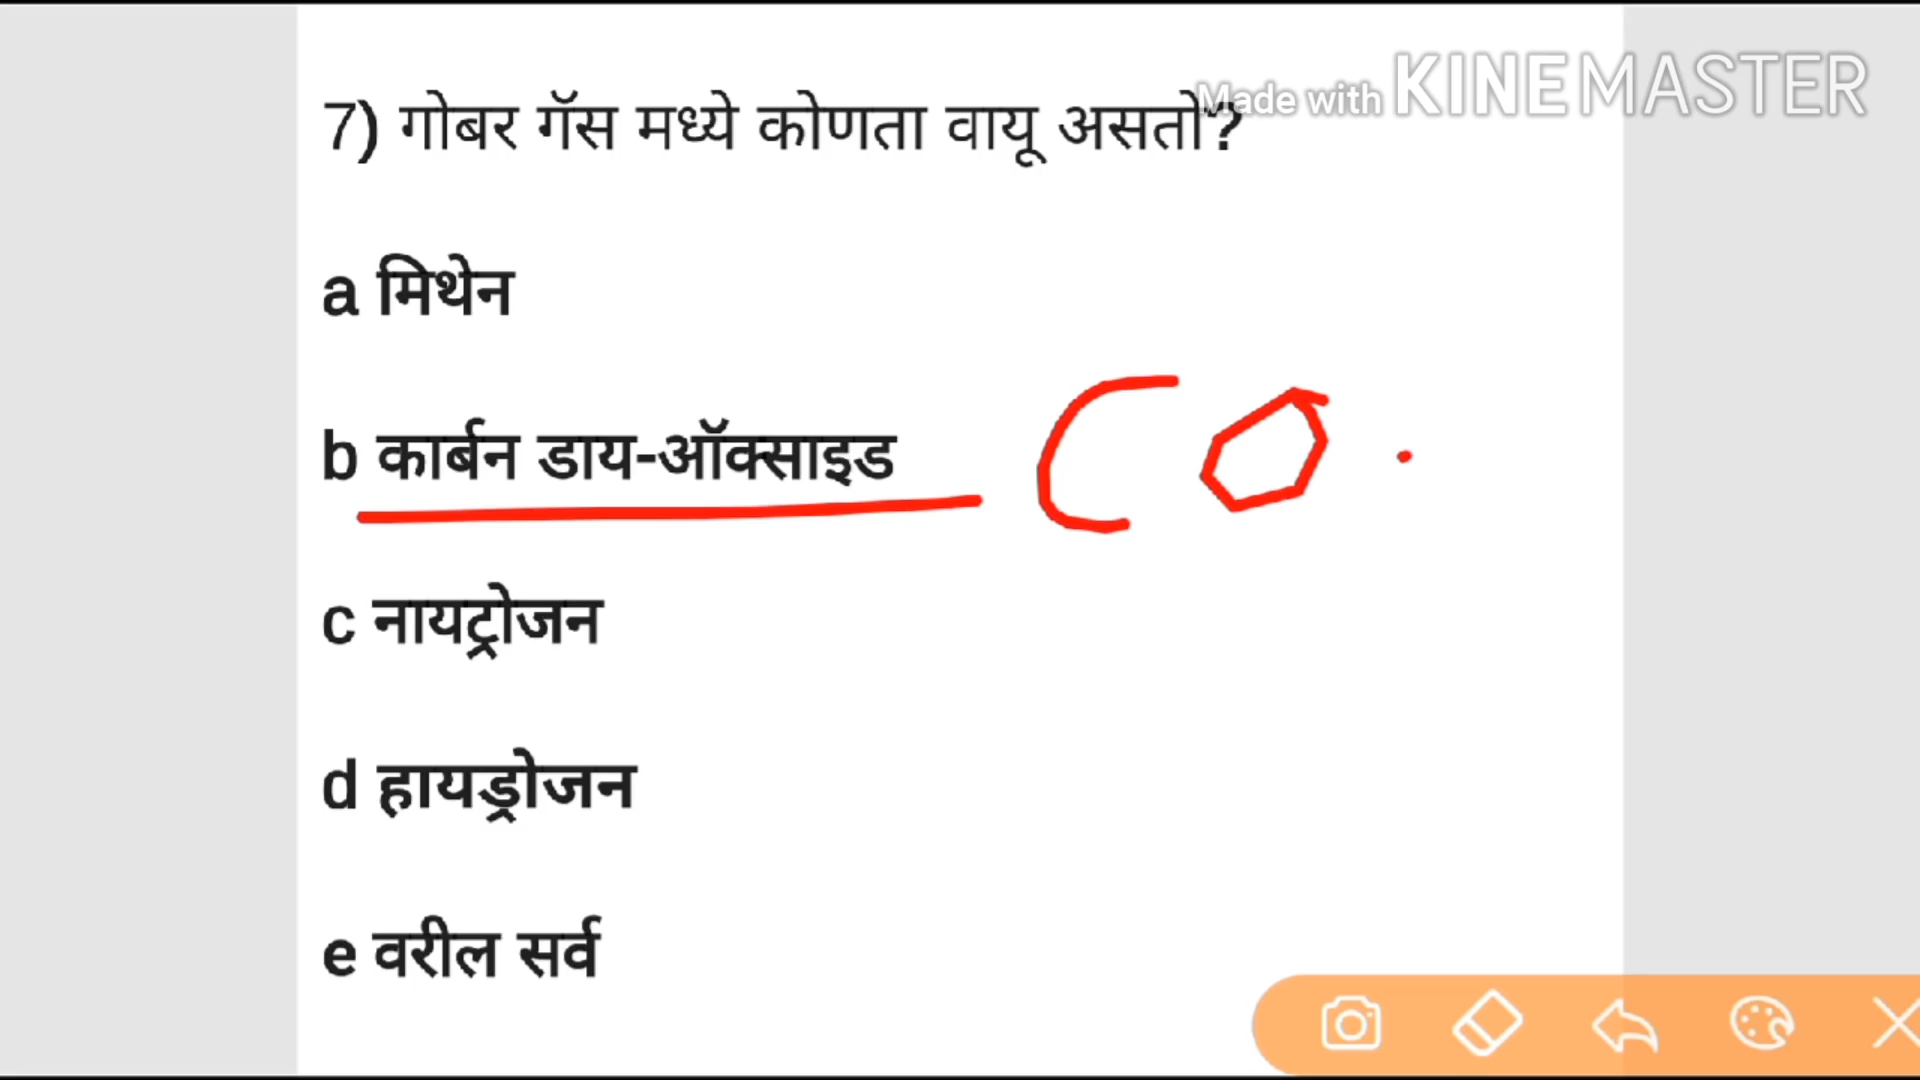 Made with KINEMASTER
7) गोबर गॅस मध्ये कोणता वायू असतो?
a मिथेन
b कार्बन डाय-ऑक्साइड CO
c नायट्रोजन
d हायड्रोजन
e वरील सर्व